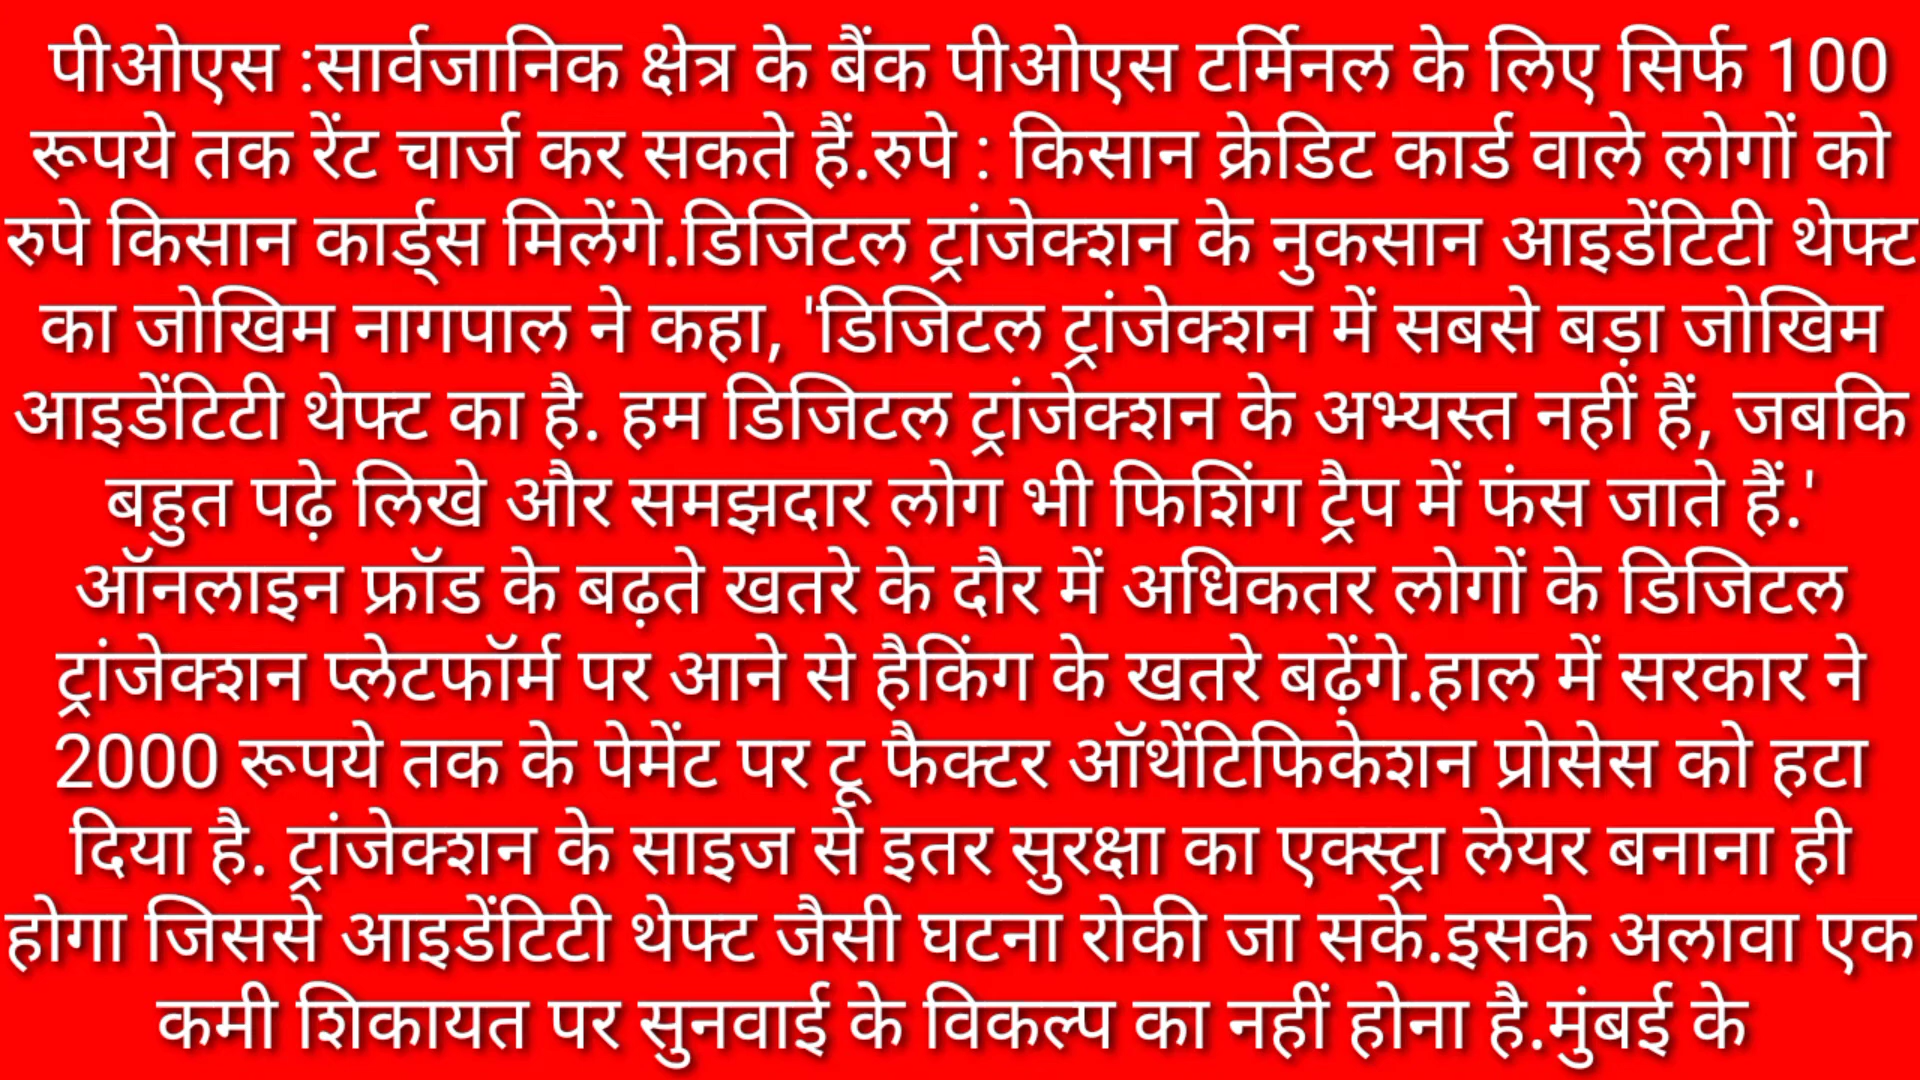 पीओएस :सार्वजानिक क्षेत्र के बैंक पीओएस टर्मिनल के लिए सिर्फ 100
रूपये तक रेंट चार्ज कर सकते हैं.रुपे : किसान क्रेडिट कार्ड वाले लोगों को
रुपे किसान कार्ड्स मिलेंगे.डिजिटल ट्रांजेक्शन के नुकसान आइडेंटिटी थेफ्ट
का जोखिम नागपाल ने कहा, 'डिजिटल ट्रांजेक्शन में सबसे बड़ा जोखिम
आइडेंटिटी थेफ्ट का है. हम डिजिटल ट्रांजेक्शन के अभ्यस्त नहीं हैं, जबकि
बहुत पढ़े लिखे और समझदार लोग भी फिशिंग ट्रैप में फंस जाते हैं.'
ऑनलाइन फ्रॉड के बढ़ते खतरे के दौर में अधिकतर लोगों के डिजिटल
ट्रांजेक्शन प्लेटफॉर्म पर आने से हैकिंग के खतरे बढ़ेंगे.हाल में सरकार ने
2000 रूपये तक के पेमेंट पर टू फैक्टर ऑथेंटिफिकेशन प्रोसेस को हटा
दिया है. ट्रांजेक्शन के साइज से इतर सुरक्षा का एक्स्ट्रा लेयर बनाना ही
होगा जिससे आइडेंटिटी थेफ्ट जैसी घटना रोकी जा सके.इसके अलावा एक
कमी शिकायत पर सुनवाई के विकल्प का नहीं होना है.मुंबई के